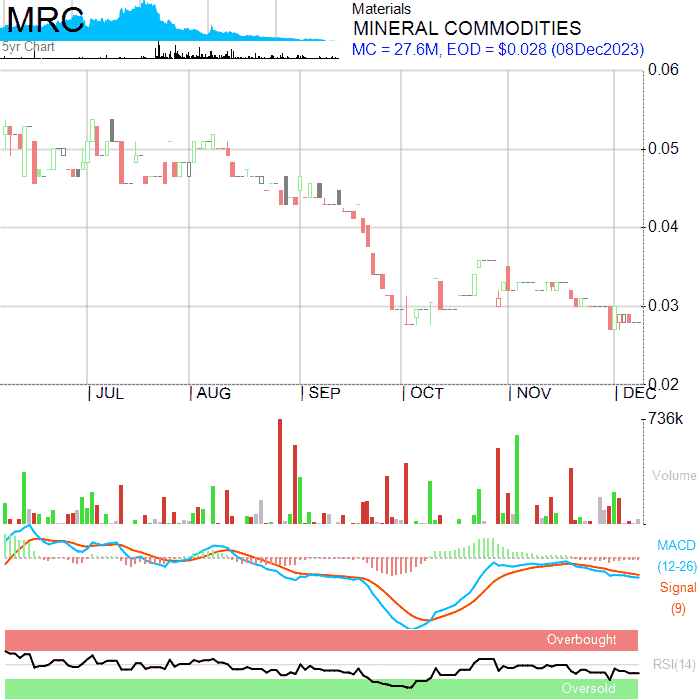 MRC
5yr Chart
Materials
MINERAL COMMODITIES
MC = 27.6M, EOD = $0.028 (08Dec2023)
0.06
0.05
0.04
0.03
0.02
JUL AUG SEP OCT NOV DEC
736k
Volume
MACD
(12-26)
Signal
(9)
Overbought
RSI(14)
Oversold